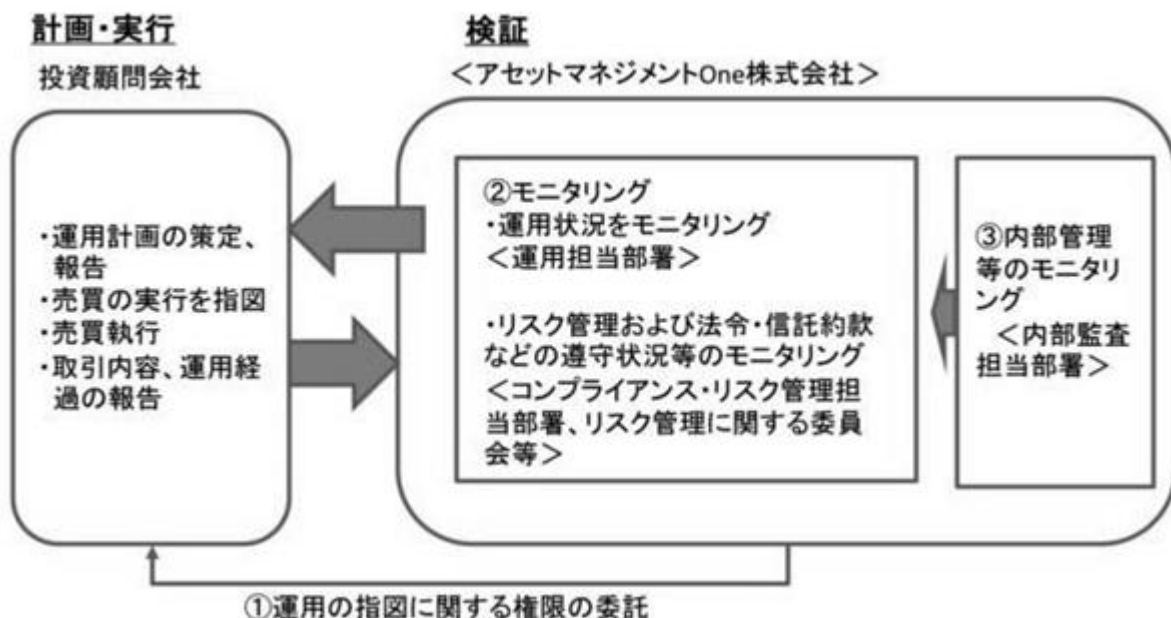 計画・実行
投資顧問会社
・運用計画の策定、
報告
・売買の実行を指図
・売買執行
・取引内容、運用経
過の報告
検証
＜アセットマネジメントOne株式会社＞
②モニタリング
・運用状況をモニタリング
＜運用担当部署＞
・リスク管理および法令・信託約款
などの遵守状況等のモニタリング
＜コンプライアンス・リスク管理担
当部署、リスク管理に関する委員
会等＞
③内部管理
等のモニタリ
ング
＜内部監査
担当部署＞
①運用の指図に関する権限の委託